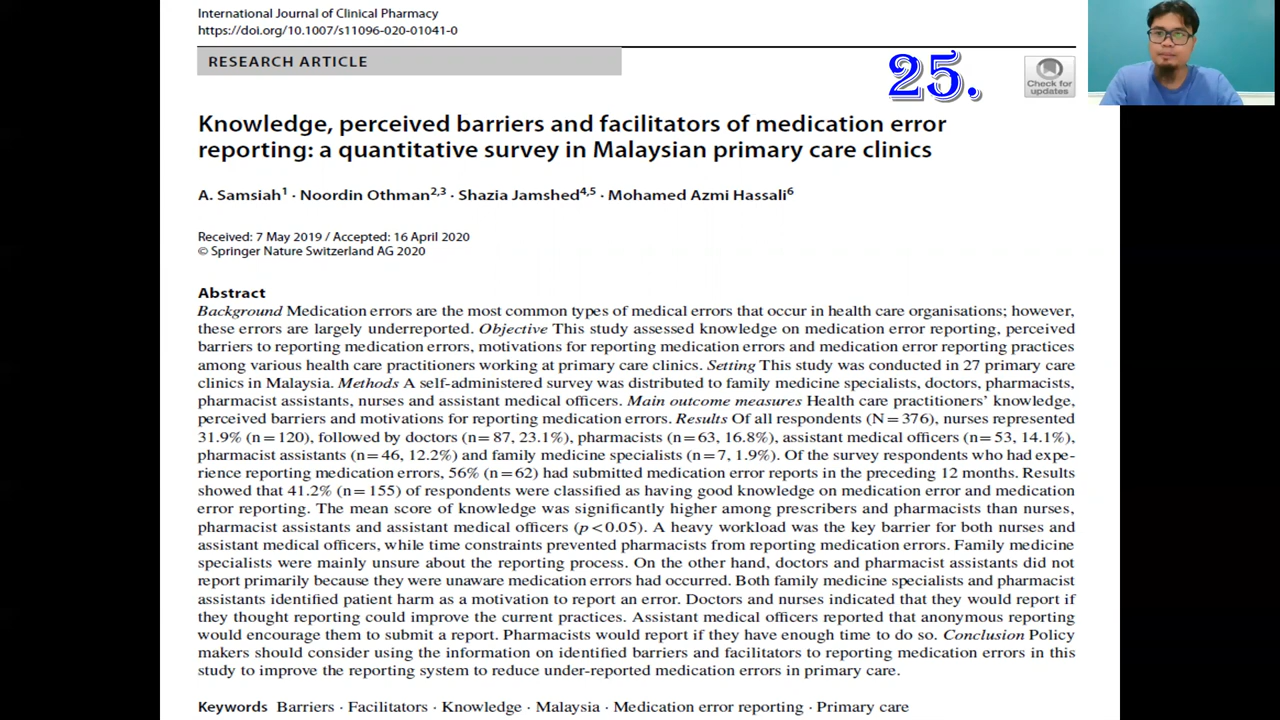 International Journal of Clinical Pharmacy
https://doi.org/10.1007/s11096-020-01041-0
RESEARCH ARTICLE
25.
Check for
updates
Knowledge, perceived barriers and facilitators of medication error
reporting: a quantitative survey in Malaysian primary care clinics
A. Samsiah1 · Noordin Othman2,3 · Shazia Jamshed4,5 · Mohamed Azmi Hassali6
Received: 7 May 2019 / Accepted: 16 April 2020
© Springer Nature Switzerland AG 2020
Abstract
Background Medication errors are the most common types of medical errors that occur in health care organisations; however,
these errors are largely underreported. Objective This study assessed knowledge on medication error reporting, perceived
barriers to reporting medication errors, motivations for reporting medication errors and medication error reporting practices
among various health care practitioners working at primary care clinics. Setting This study was conducted in 27 primary care
clinics in Malaysia. Methods A self-administered survey was distributed to family medicine specialists, doctors, pharmacists,
pharmacist assistants, nurses and assistant medical officers. Main outcome measures Health care practitioners' knowledge,
perceived barriers and motivations for reporting medication errors. Results Of all respondents (N = 376), nurses represented
31.9% (n = 120), followed by doctors (n = 87, 23.1%), pharmacists (n = 63, 16.8%), assistant medical officers (n = 53, 14.1%),
pharmacist assistants (n = 46, 12.2%) and family medicine specialists (n = 7, 1.9%). Of the survey respondents who had expe-
rience reporting medication errors, 56% (n = 62) had submitted medication error reports in the preceding 12 months. Results
showed that 41.2% (n = 155) of respondents were classified as having good knowledge on medication error and medication
error reporting. The mean score of knowledge was significantly higher among prescribers and pharmacists than nurses,
pharmacist assistants and assistant medical officers (p < 0.05). A heavy workload was the key barrier for both nurses and
assistant medical officers, while time constraints prevented pharmacists from reporting medication errors. Family medicine
specialists were mainly unsure about the reporting process. On the other hand, doctors and pharmacist assistants did not
report primarily because they were unaware medication errors had occurred. Both family medicine specialists and pharmacist
assistants identified patient harm as a motivation to report an error. Doctors and nurses indicated that they would report if
they thought reporting could improve the current practices. Assistant medical officers reported that anonymous reporting
would encourage them to submit a report. Pharmacists would report if they have enough time to do so. Conclusion Policy
makers should consider using the information on identified barriers and facilitators to reporting medication errors in this
study to improve the reporting system to reduce under-reported medication errors in primary care.
Keywords Barriers · Facilitators · Knowledge · Malaysia · Medication error reporting · Primary care